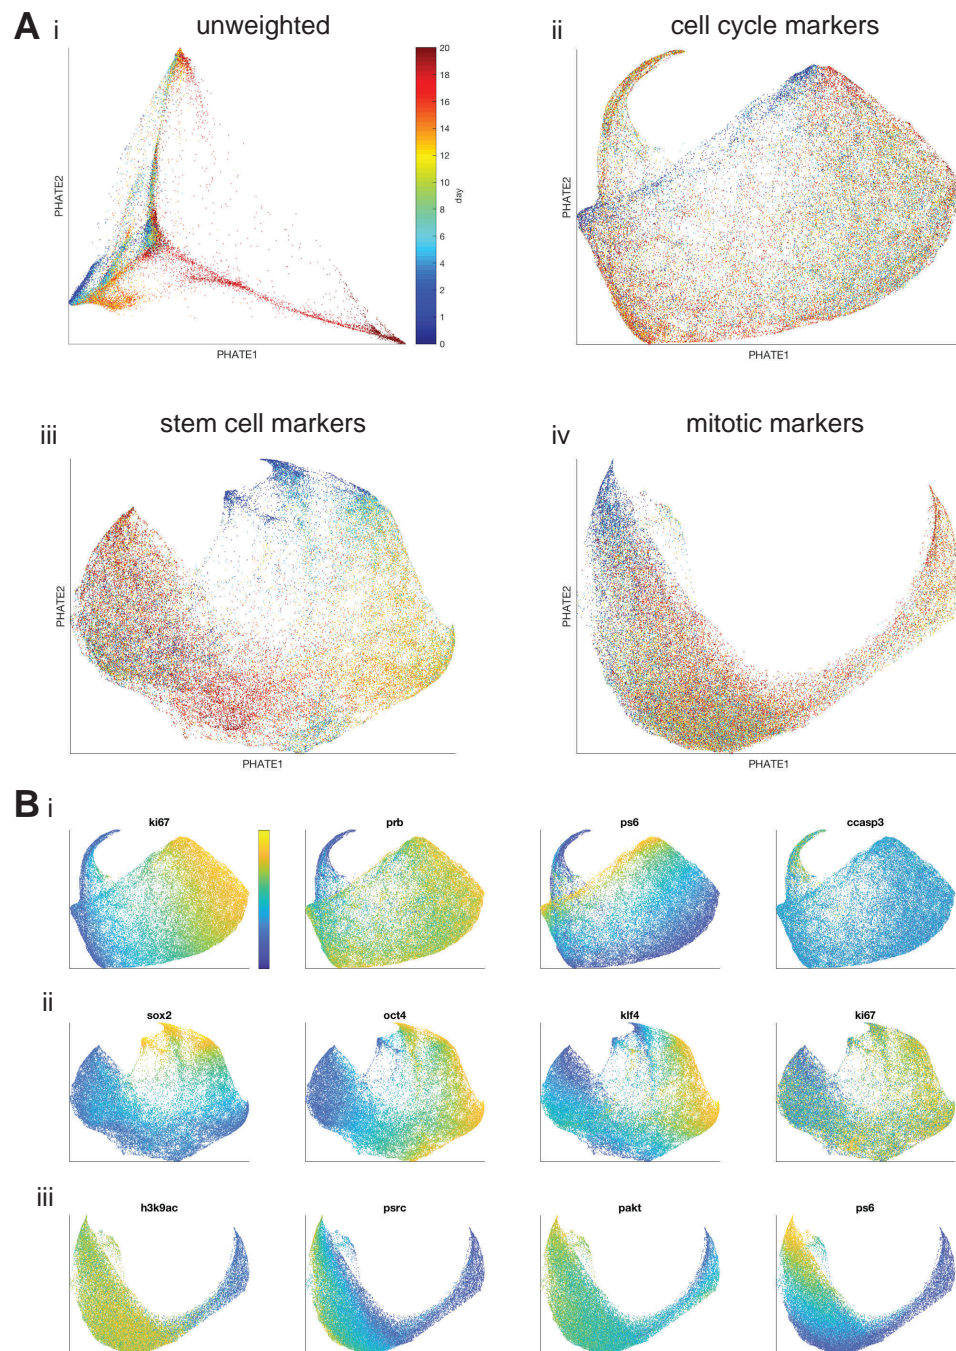 A i unweighted
20
18
16
14
12
10
8
6
4
2
1
0
day
PHATE2
PHATE1
ii cell cycle markers
PHATE2
PHATE1
iii stem cell markers
PHATE2
PHATE1
iv mitotic markers
PHATE2
PHATE1
B i
ki67 prb ps6 ccasp3
ii
sox2 oct4 klf4 ki67
iii
h3k9ac psrc pakt ps6